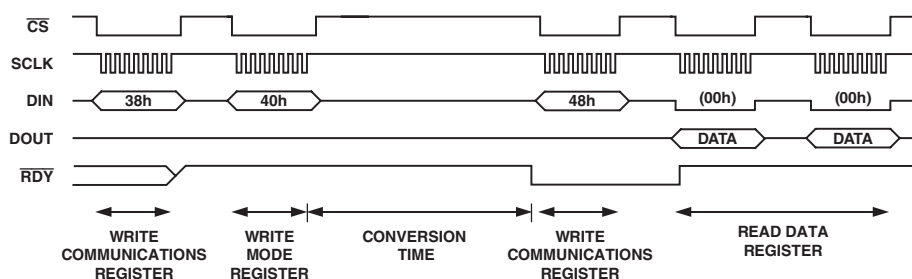 CS
SCLK
DIN
38h
40h
48h
(00h)
(00h)
DOUT
DATA
DATA
RDY
WRITE
COMMUNICATIONS
REGISTER
WRITE
MODE
REGISTER
CONVERSION
TIME
WRITE
COMMUNICATIONS
REGISTER
READ DATA
REGISTER